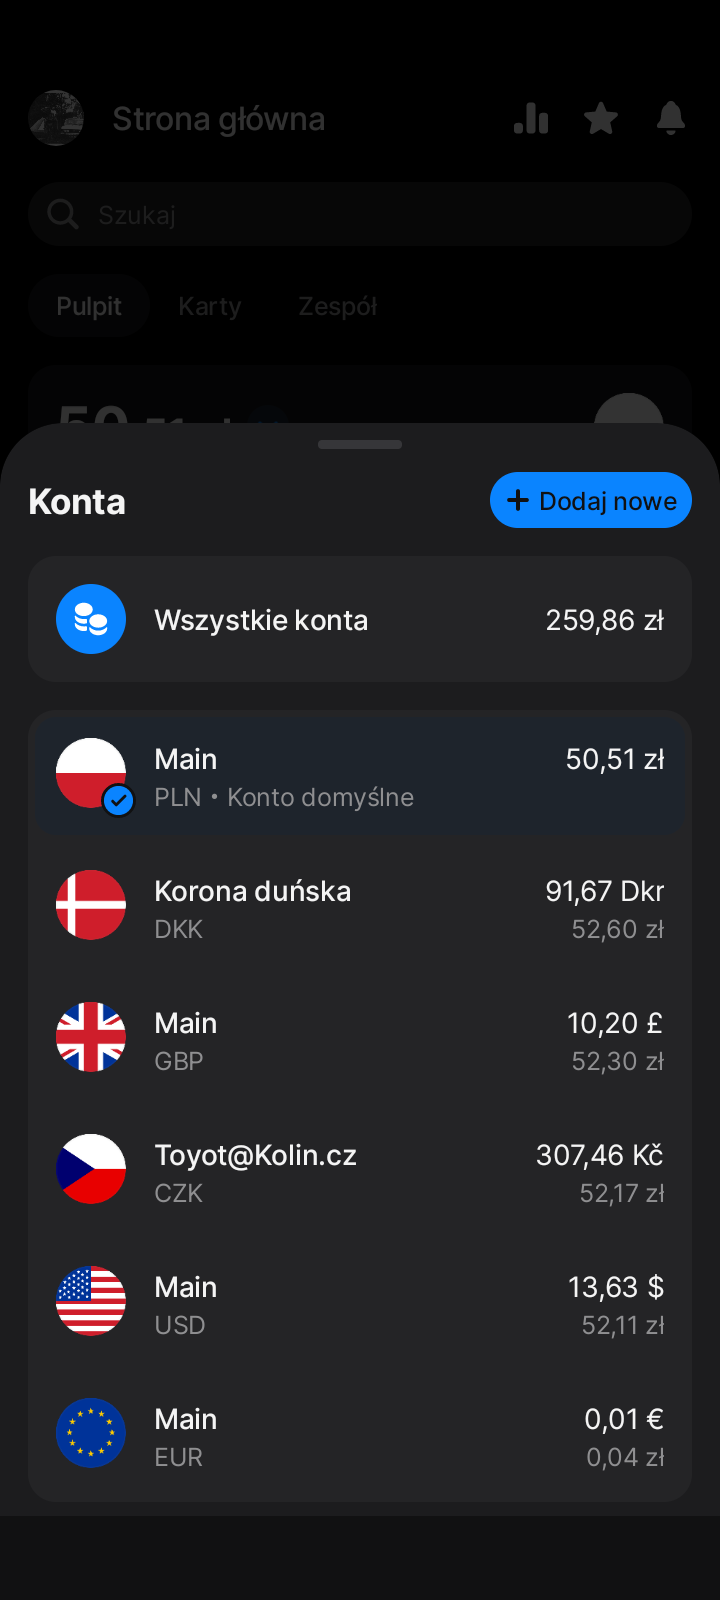 Strona główna
Szukaj
Pulpit Karty Zespół
Konta
+ Dodaj nowe
Wszystkie konta 259,86 zł
Main 50,51 zł
PLN • Konto domyślne
Korona duńska 91,67 Dkr
DKK 52,60 zł
Main 10,20 £
GBP 52,30 zł
Toyot@Kolin.cz 307,46 Kč
CZK 52,17 zł
Main 13,63 $
USD 52,11 zł
Main 0,01 €
EUR 0,04 zł